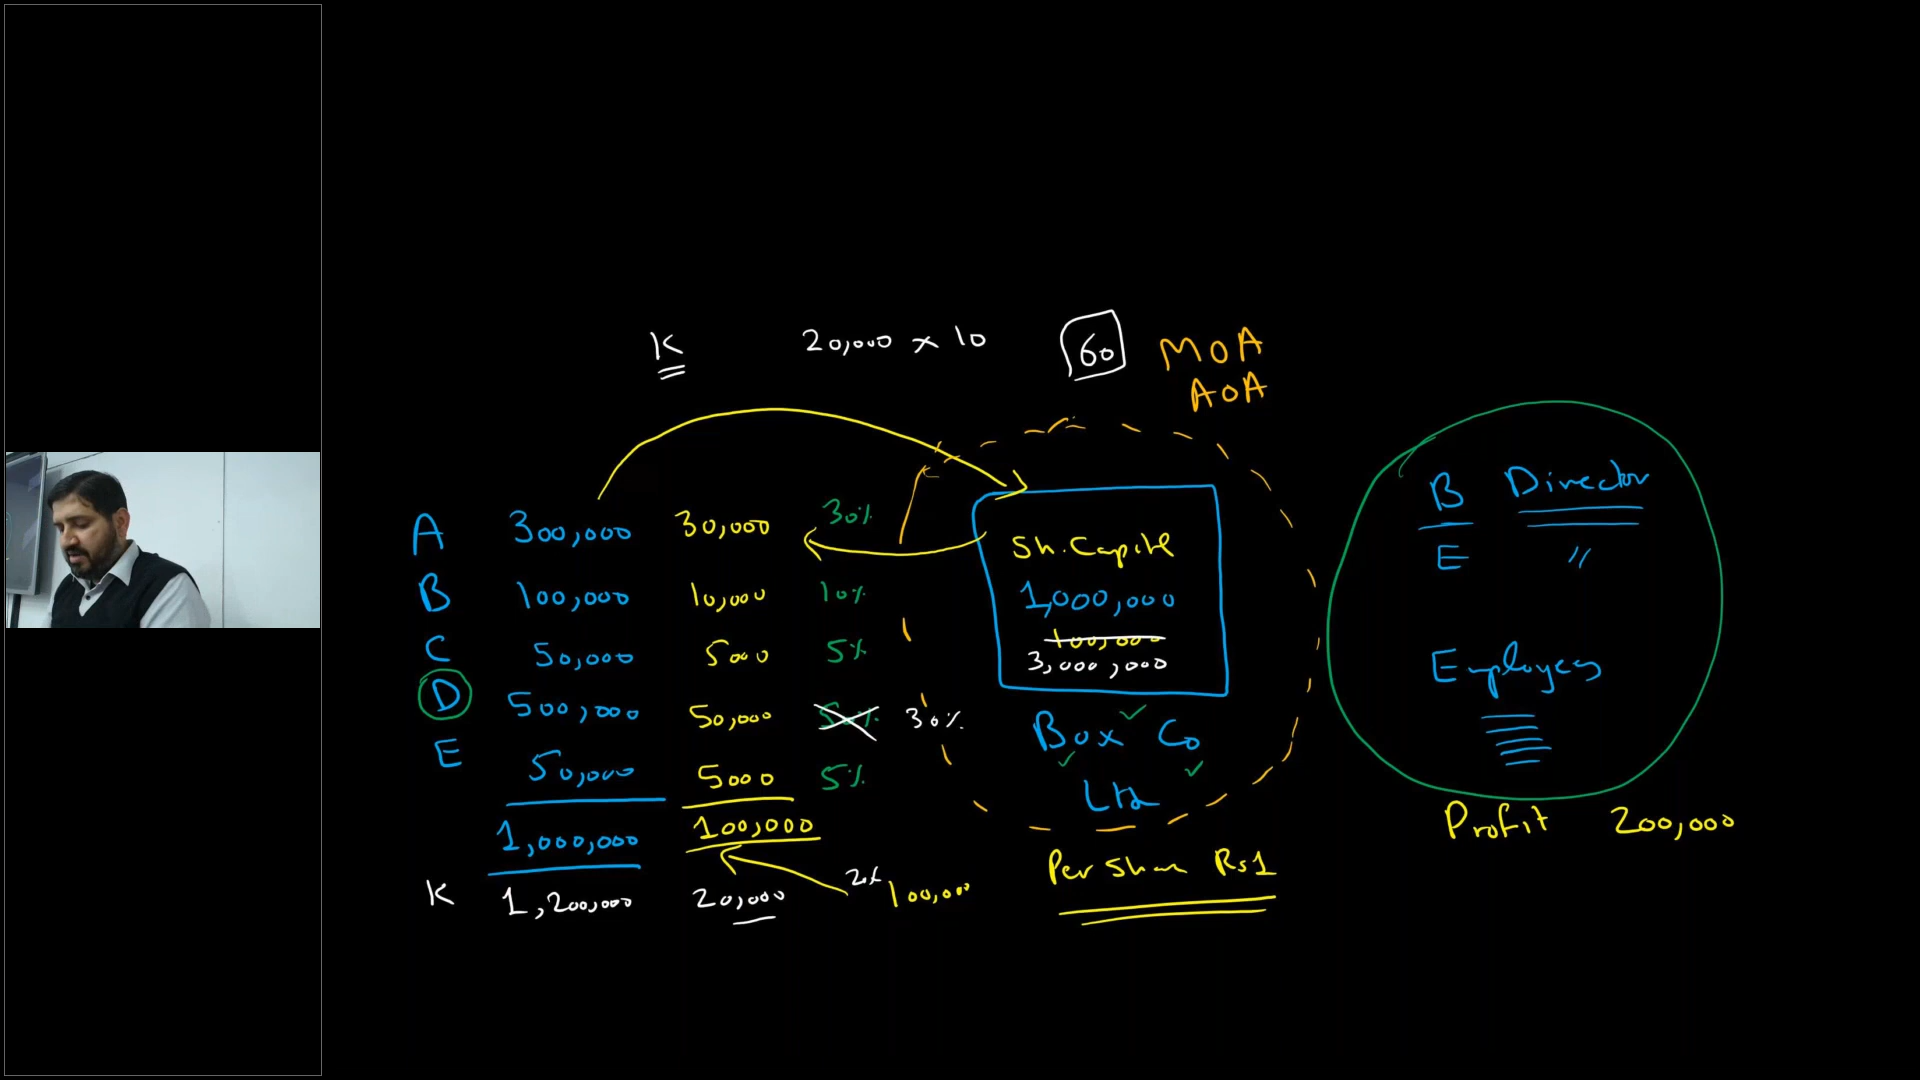 K 20,000 x 10 60 MOA
AOA
A 300,000 30,000 30%
B 100,000 10,000 10%
C 50,000 5000 5%
D 500,000 50,000 50% 30%
E 50,000 5000 5%
1,000,000 100,000
K 1,200,000 20,000 100,000
Sh. Capital
1,000,000
100,000
3,000,000
Box Co
Ltd
Per Share Rs1
B Director
E "
Employees
Profit 200,000